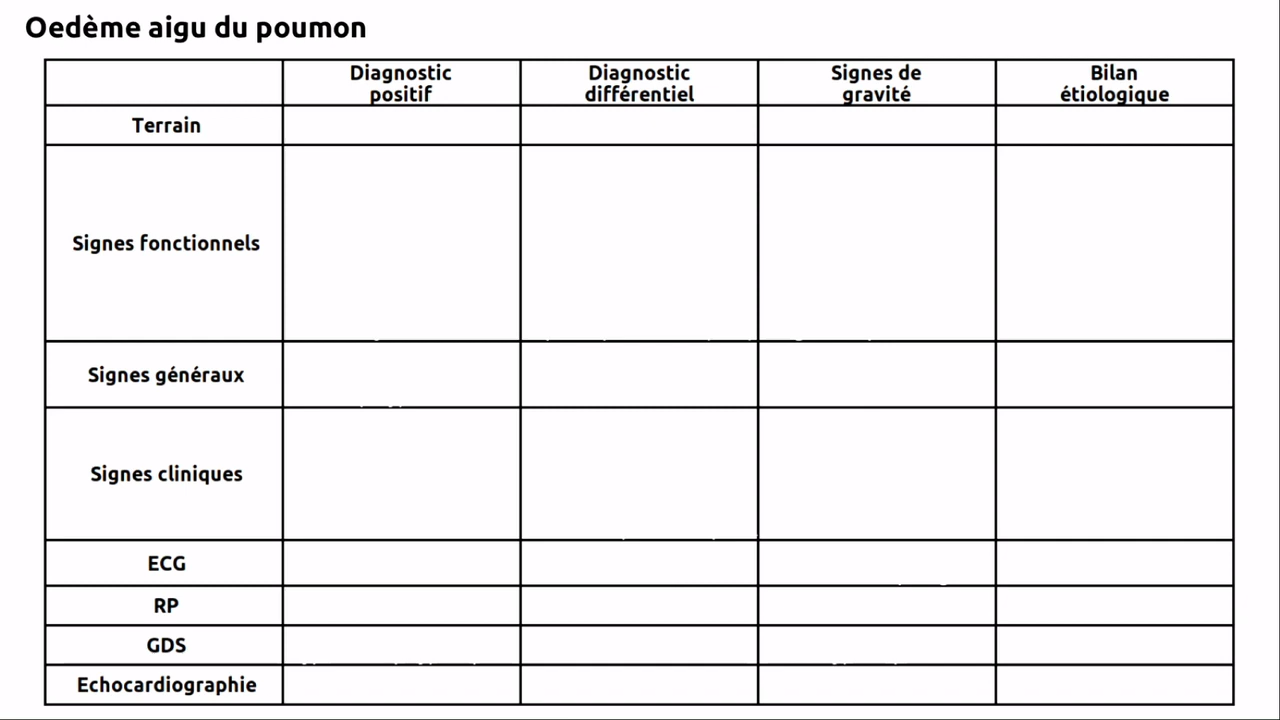 Oedème aigu du poumon
Diagnostic
positif
Diagnostic
différentiel
Signes de
gravité
Bilan
étiologique
Terrain
Signes fonctionnels
Signes généraux
Signes cliniques
ECG
RP
GDS
Echocardiographie